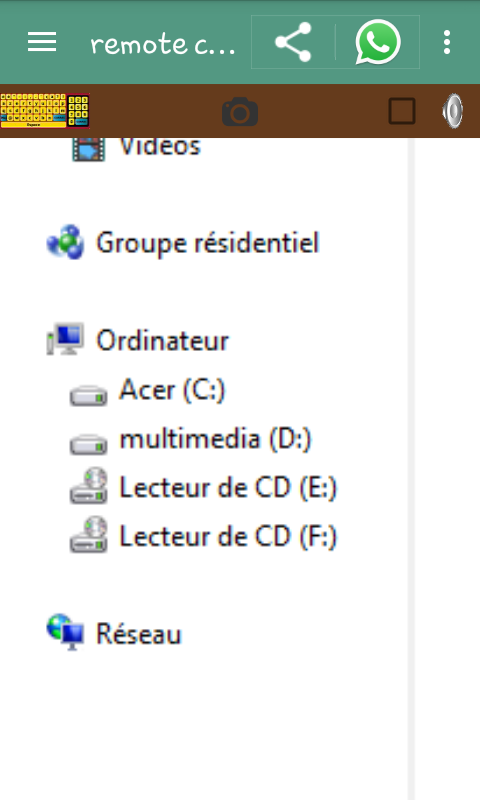 remote c...
Vidéos
Groupe résidentiel
Ordinateur
Acer (C:)
multimedia (D:)
Lecteur de CD (E:)
Lecteur de CD (F:)
Réseau